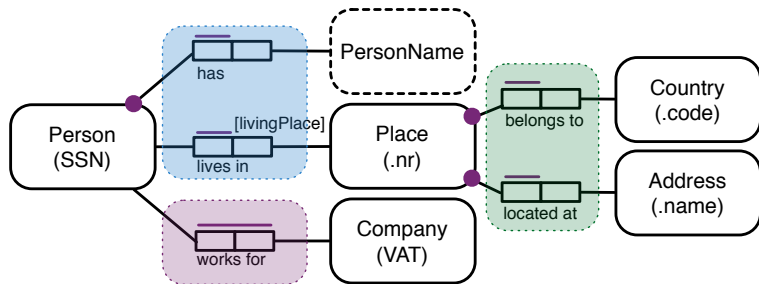 PersonName
has
Country
(.code)
belongs to
[livingPlace]
Person
(SSN)
Place
(.nr)
lives in
Address
(.name)
located at
Company
(VAT)
works for